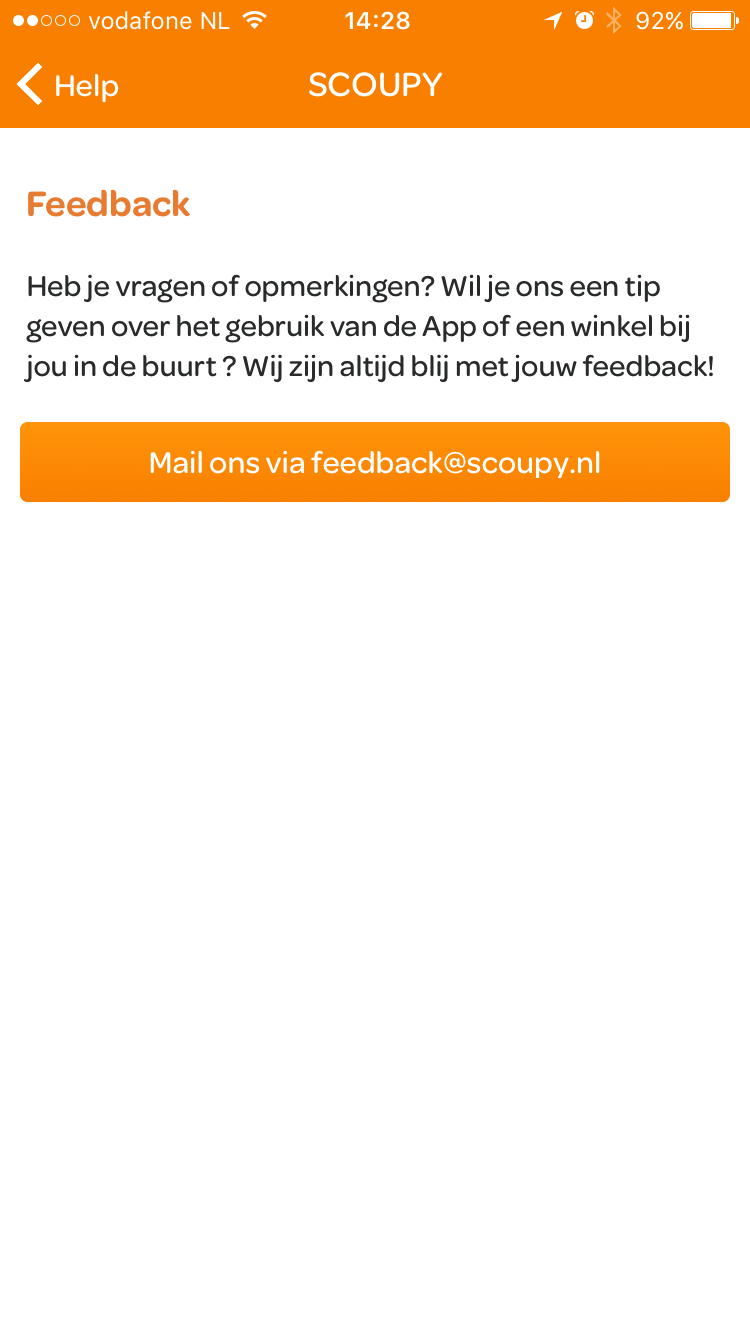 vodafone NL 14:28 92%
Help SCOUPY
Feedback
Heb je vragen of opmerkingen? Wil je ons een tip
geven over het gebruik van de App of een winkel bij
jou in de buurt ? Wij zijn altijd blij met jouw feedback!
Mail ons via feedback@scoupy.nl